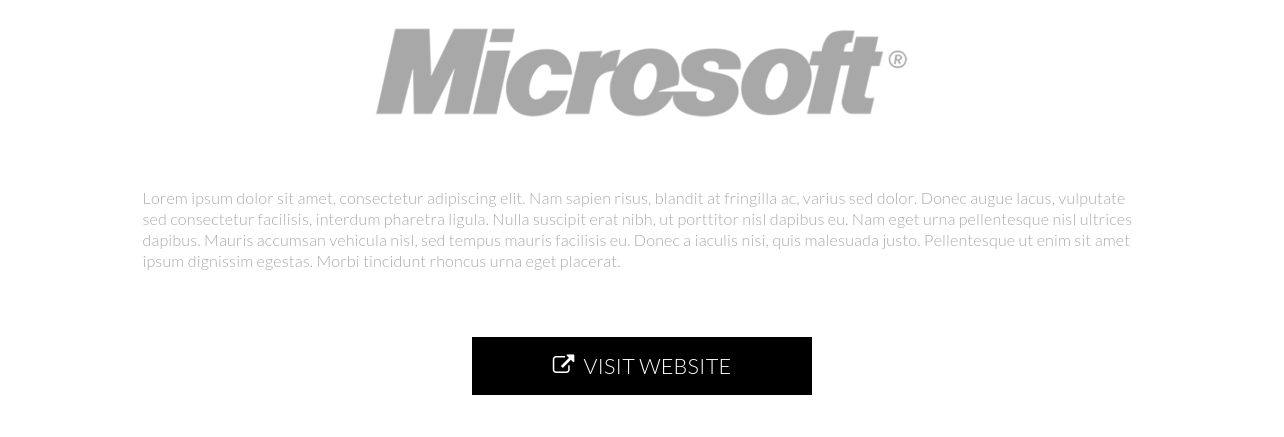 Microsoft®
Lorem ipsum dolor sit amet, consectetur adipiscing elit. Nam sapien risus, blandit at fringilla ac, varius sed dolor. Donec augue lacus, vulputate
sed consectetur facilisis, interdum pharetra ligula. Nulla suscipit erat nibh, ut porttitor nisl dapibus eu. Nam eget urna pellentesque nisl ultrices
dapibus. Mauris accumsan vehicula nisl, sed tempus mauris facilisis eu. Donec a iaculis nisi, quis malesuada justo. Pellentesque ut enim sit amet
ipsum dignissim egestas. Morbi tincidunt rhoncus urna eget placerat.
VISIT WEBSITE